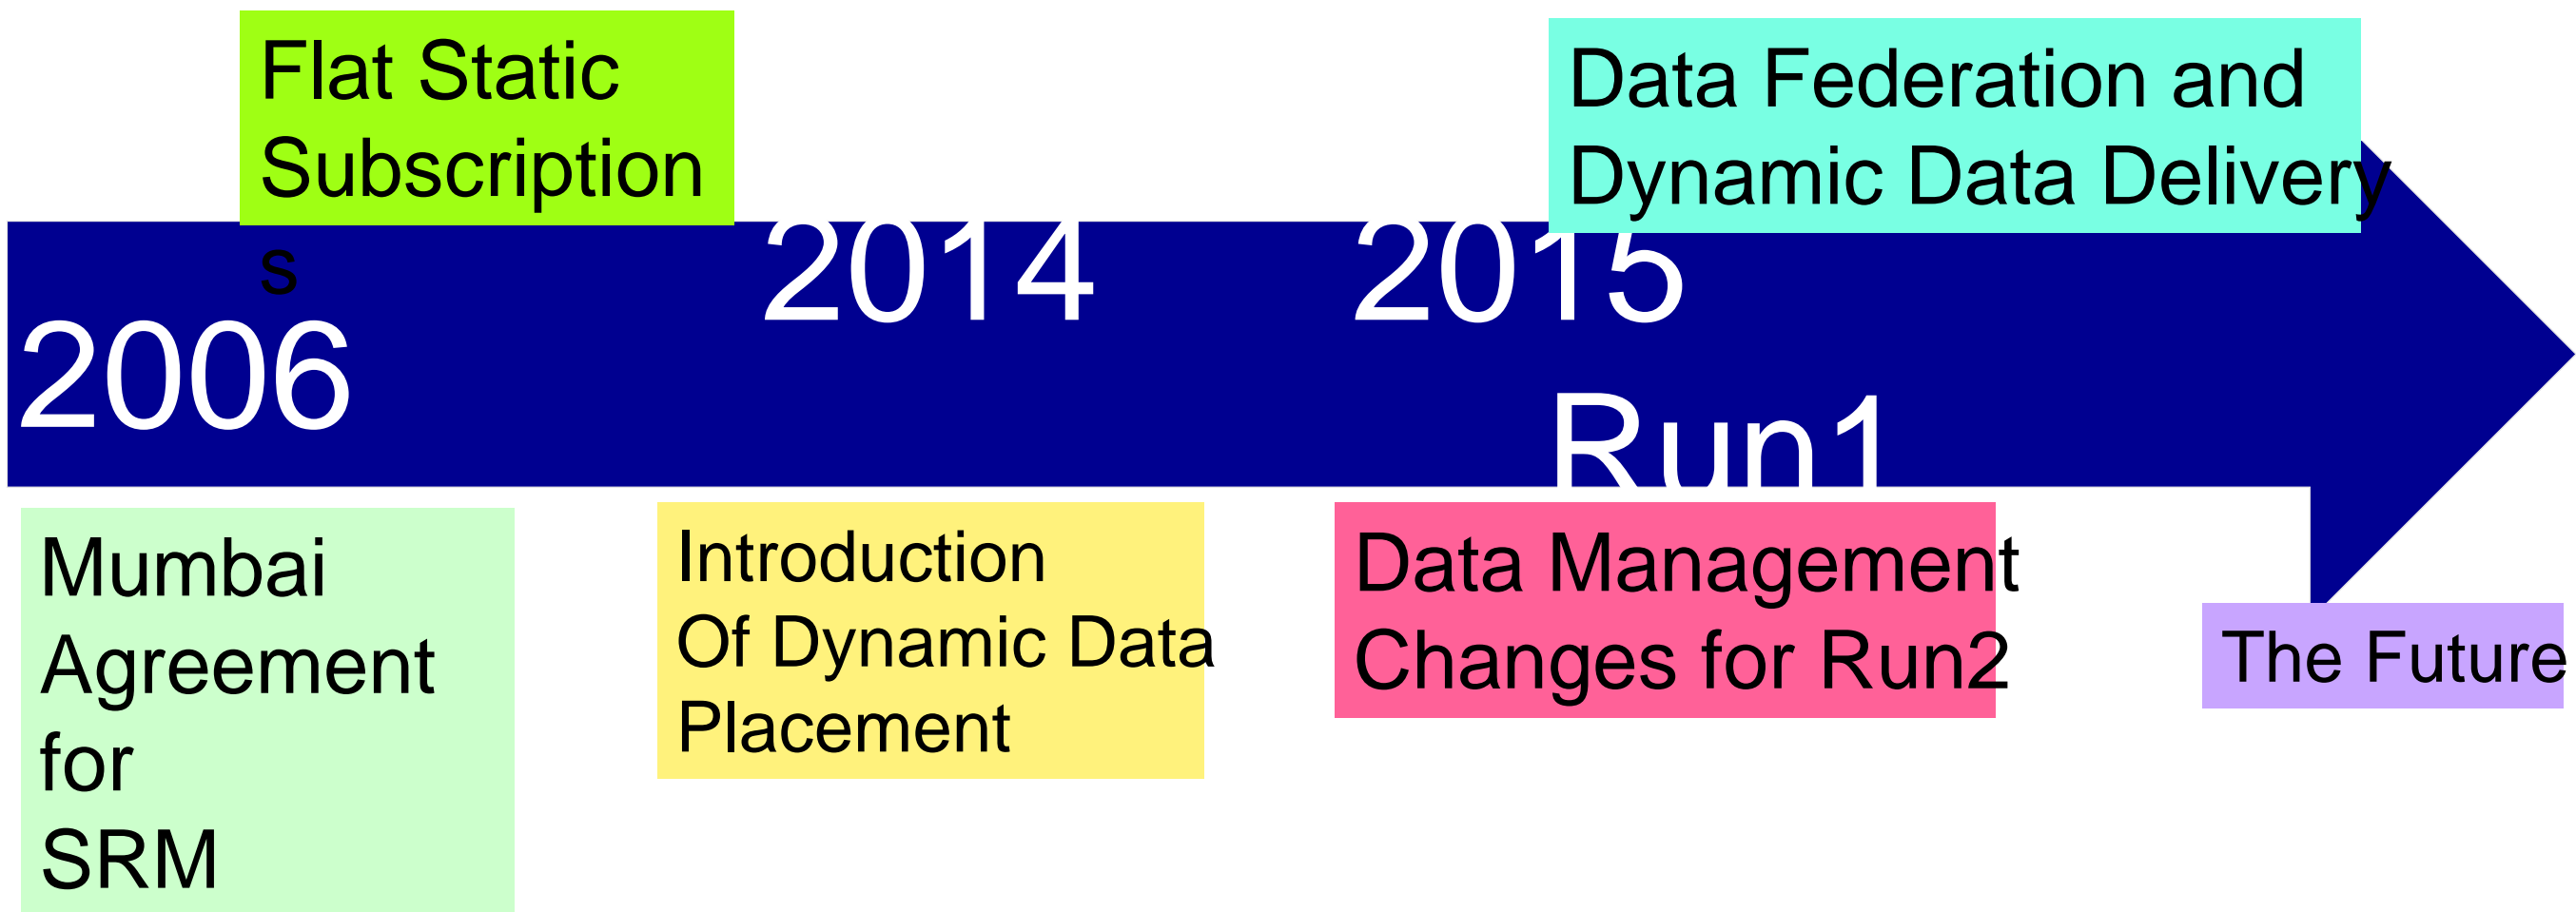 Flat Static
Subscription
s
Data Federation and
Dynamic Data Delivery
2006
2014
2015
Run1
Mumbai
Agreement
for
SRM
Introduction
Of Dynamic Data
Placement
Data Management
Changes for Run2
The Future